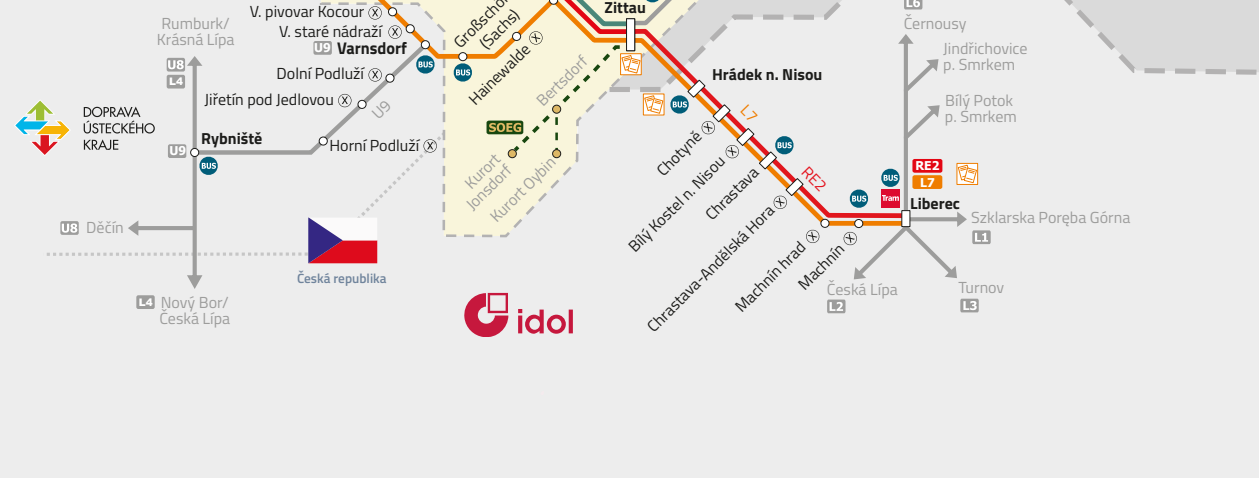 V. pivovar Kocour
V. staré nádraží
U9 Varnsdorf
Dolní Podluží
Jiřetín pod Jedlovou
U9
Horní Podluží
Rumburk/
Krásná Lípa
U8
L4
DOPRAVA
ÚSTECKÉHO
KRAJE
Rybniště
U9
BUS
U8 Děčín
Česká republika
L4 Nový Bor/
Česká Lípa
BUS
BUS
(Sachs)
Hainewalde
Bertsdorf
SOEG
Kurort
Jonsdorf
Kurort Oybin
Zittau
Hrádek n. Nisou
BUS
L7
Chotyně
Bílý Kostel n. Nisou
BUS
Chrastava
RE2
Chrastava-Andělská Hora
Machnín hrad
Machnín
BUS
BUS
Tram
RE2
L7
Liberec
L6
Černousy
Jindřichovice
p. Smrkem
Bílý Potok
p. Smrkem
Szklarska Poręba Górna
L1
Česká Lípa
L2
Turnov
L3
idol